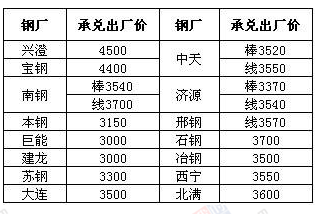 钢厂 承兑出厂价 钢厂 承兑出厂价
兴澄 4500 中天 棒3520
宝钢 4400 线3550
南钢 棒3540 济源 棒3370
线3700 线3540
本钢 3150 邢钢 线3570
巨能 3000 石钢 3700
建龙 3000 冶钢 3500
苏钢 3300 西宁 3550
大连 3500 北满 3600